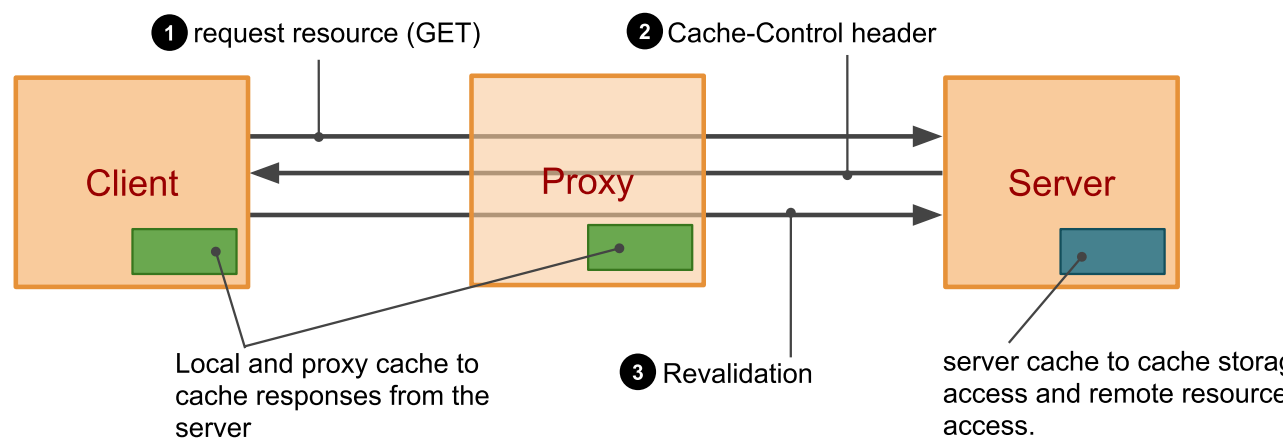 1 request resource (GET)
2 Cache-Control header
Client
Proxy
Server
Local and proxy cache to
cache responses from the
server
3 Revalidation
server cache to cache storag
access and remote resource
access.